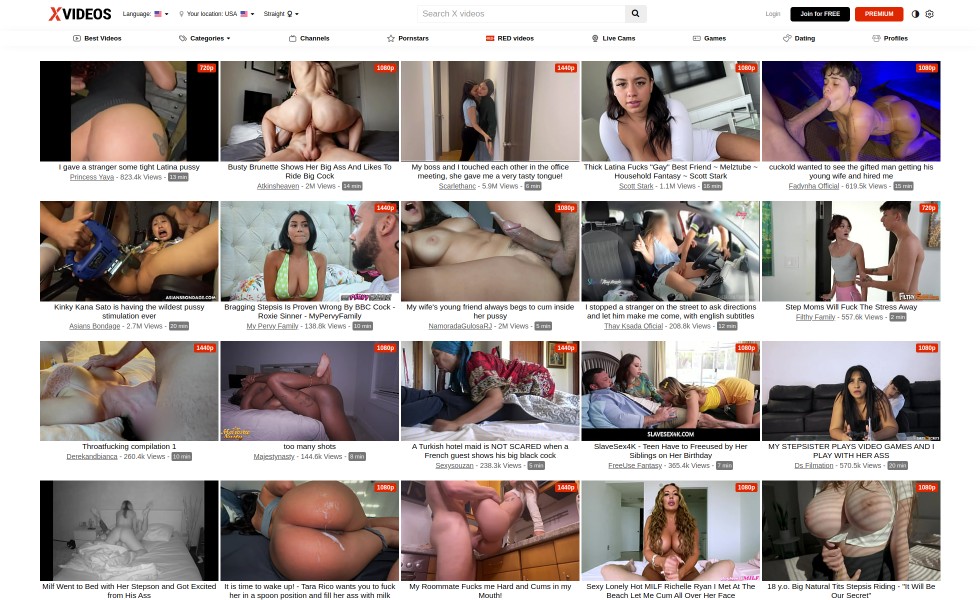 XVIDEOS
Language:
Your location: USA
Straight
Search X videos
Login
Join for FREE
PREMIUM
Best Videos
Categories
Channels
Pornstars
RED videos
Live Cams
Games
Dating
Profiles
720p
1080p
1440p
1080p
1080p
I gave a stranger some tight Latina pussy
Princess Yaya - 823.4k Views - 13 min
Busty Brunette Shows Her Big Ass And Likes To
Ride Big Cock
Atkinsheaven - 2M Views - 14 min
My boss and I touched each other in the office
meeting, she gave me a very tasty tongue!
Scarlethanc - 5.9M Views - 6 min
Thick Latina Fucks "Gay" Best Friend ~ Melztube ~
Household Fantasy ~ Scott Stark
Scott Stark - 1.1M Views - 16 min
cuckold wanted to see the gifted man getting his
young wife and hired me
Fadynha Official - 619.5k Views - 15 min
1440p
1080p
1080p
720p
ASIANSBONDAGE.COM
Kinky Kana Sato is having the wildest pussy
stimulation ever
Asians Bondage - 2.7M Views - 20 min
Bragging Stepsis Is Proven Wrong By BBC Cock -
Roxie Sinner - MyPervyFamily
My Pervy Family - 138.8k Views - 10 min
My wife's young friend always begs to cum inside
her pussy
NamoradaGulosaRJ - 2M Views - 5 min
I stopped a stranger on the street to ask directions
and let him make me come, with english subtitles
Thay Ksada Oficial - 208.8k Views - 12 min
Step Moms Will Fuck The Stress Away
Filthy Family - 557.6k Views - 2 min
1440p
1080p
1440p
1080p
1080p
SLAVESEX4K.COM
Throatfucking compilation 1
Derekandbianca - 260.4k Views - 10 min
too many shots
Majestynasty - 144.6k Views - 8 min
A Turkish hotel maid is NOT SCARED when a
French guest shows his big black cock
Sexysouzan - 238.3k Views - 5 min
SlaveSex4K - Teen Have to Freeused by Her
Siblings on Her Birthday
FreeUse Fantasy - 365.4k Views - 7 min
MY STEPSISTER PLAYS VIDEO GAMES AND I
PLAY WITH HER ASS
Ds Filmation - 570.5k Views - 20 min
1080p
1440p
1080p
1080p
Milf Went to Bed with Her Stepson and Got Excited
from His Ass
It is time to wake up! - Tara Rico wants you to fuck
her in a spoon position and fill her ass with milk
My Roommate Fucks me Hard and Cums in my
Mouth!
Sexy Lonely Hot MILF Richelle Ryan I Met At The
Beach Let Me Cum All Over Her Face
18 y.o. Big Natural Tits Stepsis Riding - "It Will Be
Our Secret"